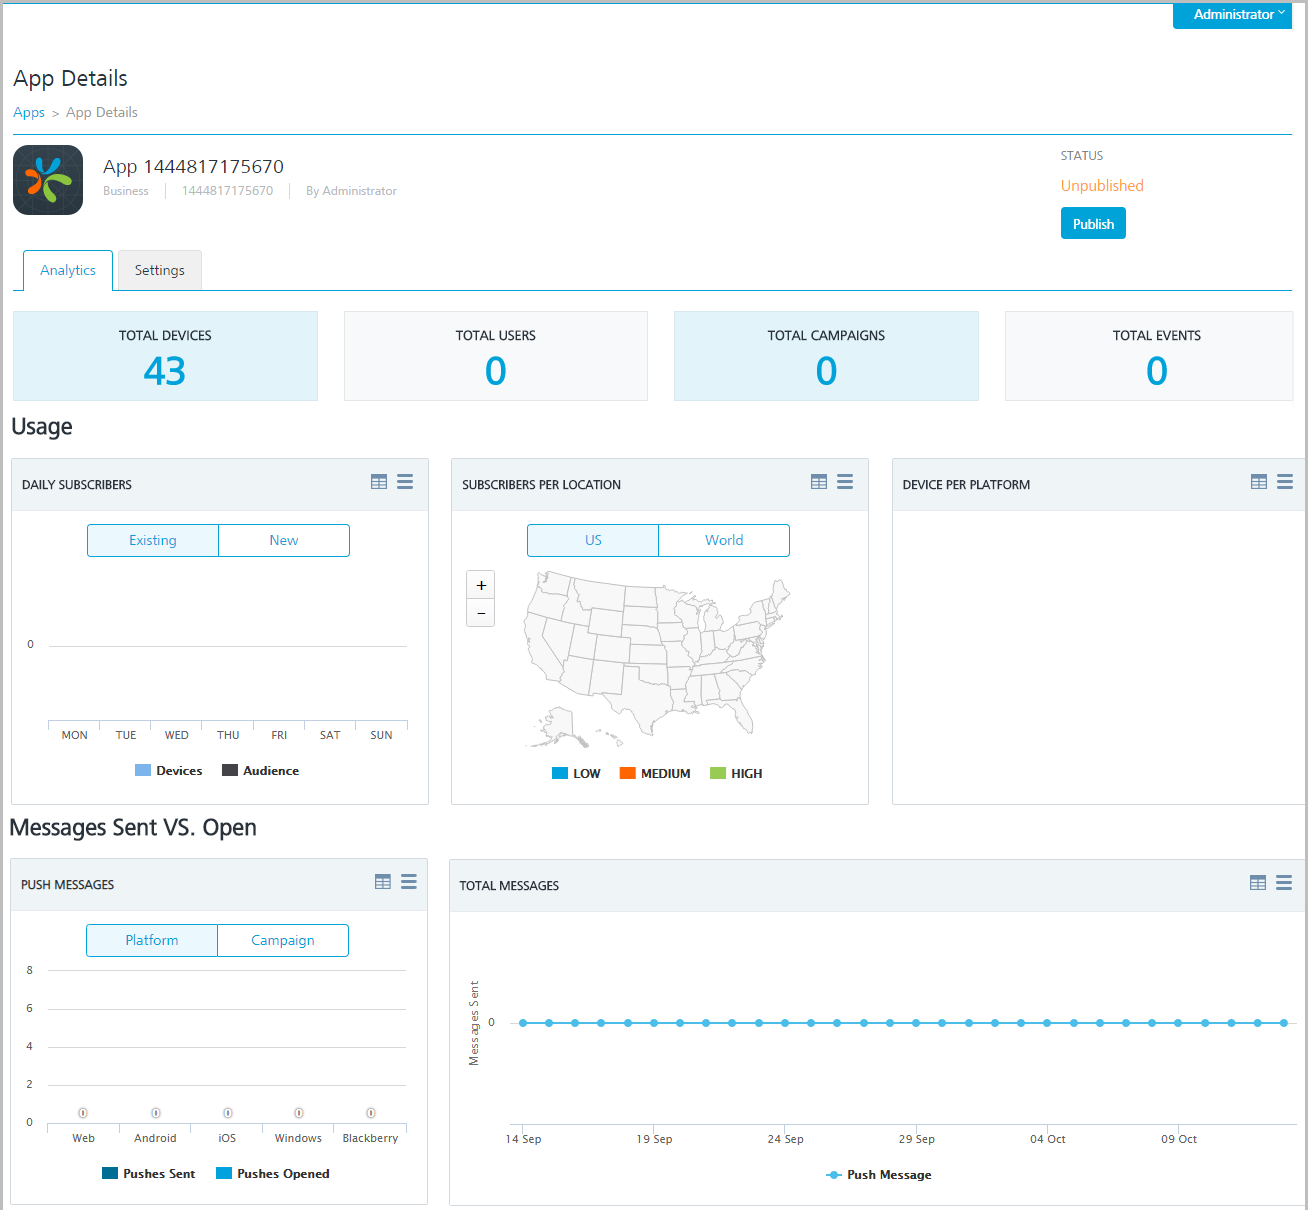 Administrator
App Details
Apps > App Details
App 1444817175670
Business 1444817175670 By Administrator
STATUS
Unpublished
Publish
Analytics Settings
TOTAL DEVICES TOTAL USERS TOTAL CAMPAIGNS TOTAL EVENTS
43 0 0 0
Usage
DAILY SUBSCRIBERS
Existing New
0
MON TUE WED THU FRI SAT SUN
Devices Audience
SUBSCRIBERS PER LOCATION
US World
+
−
LOW MEDIUM HIGH
DEVICE PER PLATFORM
Messages Sent VS. Open
PUSH MESSAGES
Platform Campaign
8
6
4
2
0
0 0 0 0 0
Web Android iOS Windows Blackberry
Pushes Sent Pushes Opened
TOTAL MESSAGES
Messages Sent
0
14 Sep 19 Sep 24 Sep 29 Sep 04 Oct 09 Oct
Push Message